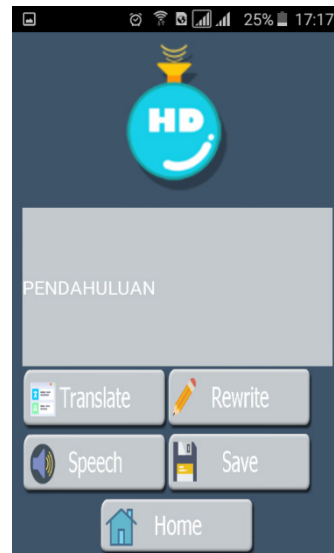 25% 17:17
HD
PENDAHULUAN
Translate
Rewrite
Speech
Save
Home